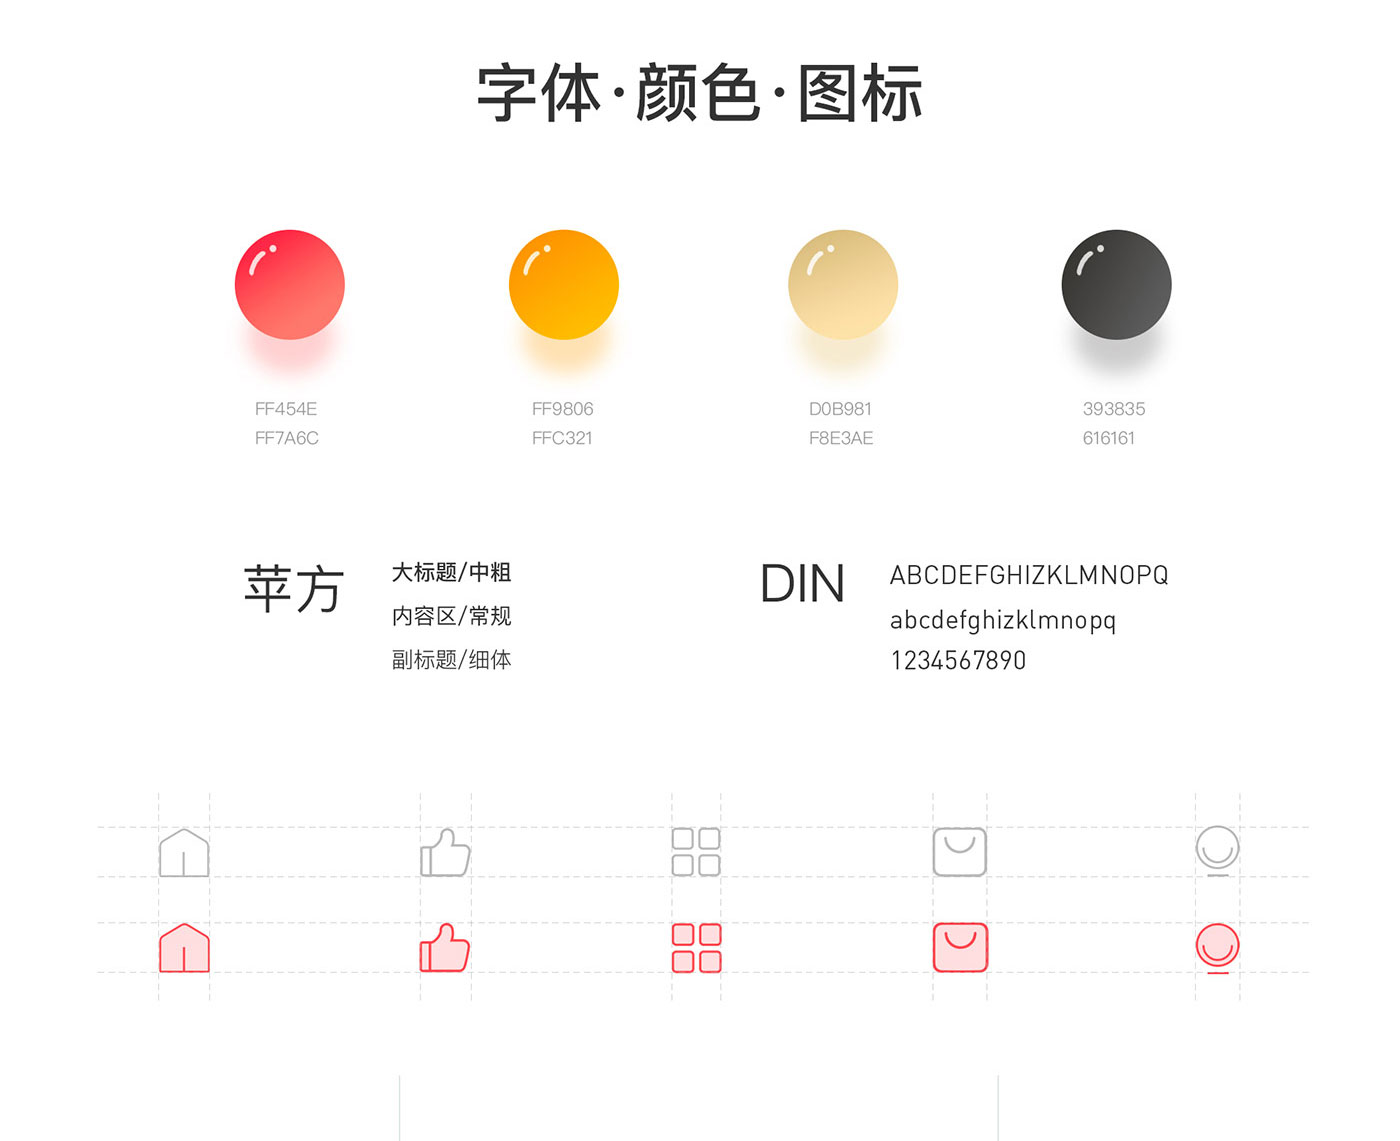 字体·颜色·图标
FF454E
FF7A6C
FF9806
FFC321
D0B981
F8E3AE
393835
616161
苹方
大标题/中粗
内容区/常规
副标题/细体
DIN
ABCDEFGHIZKLMNOPQ
abcdefghizklmnopq
1234567890